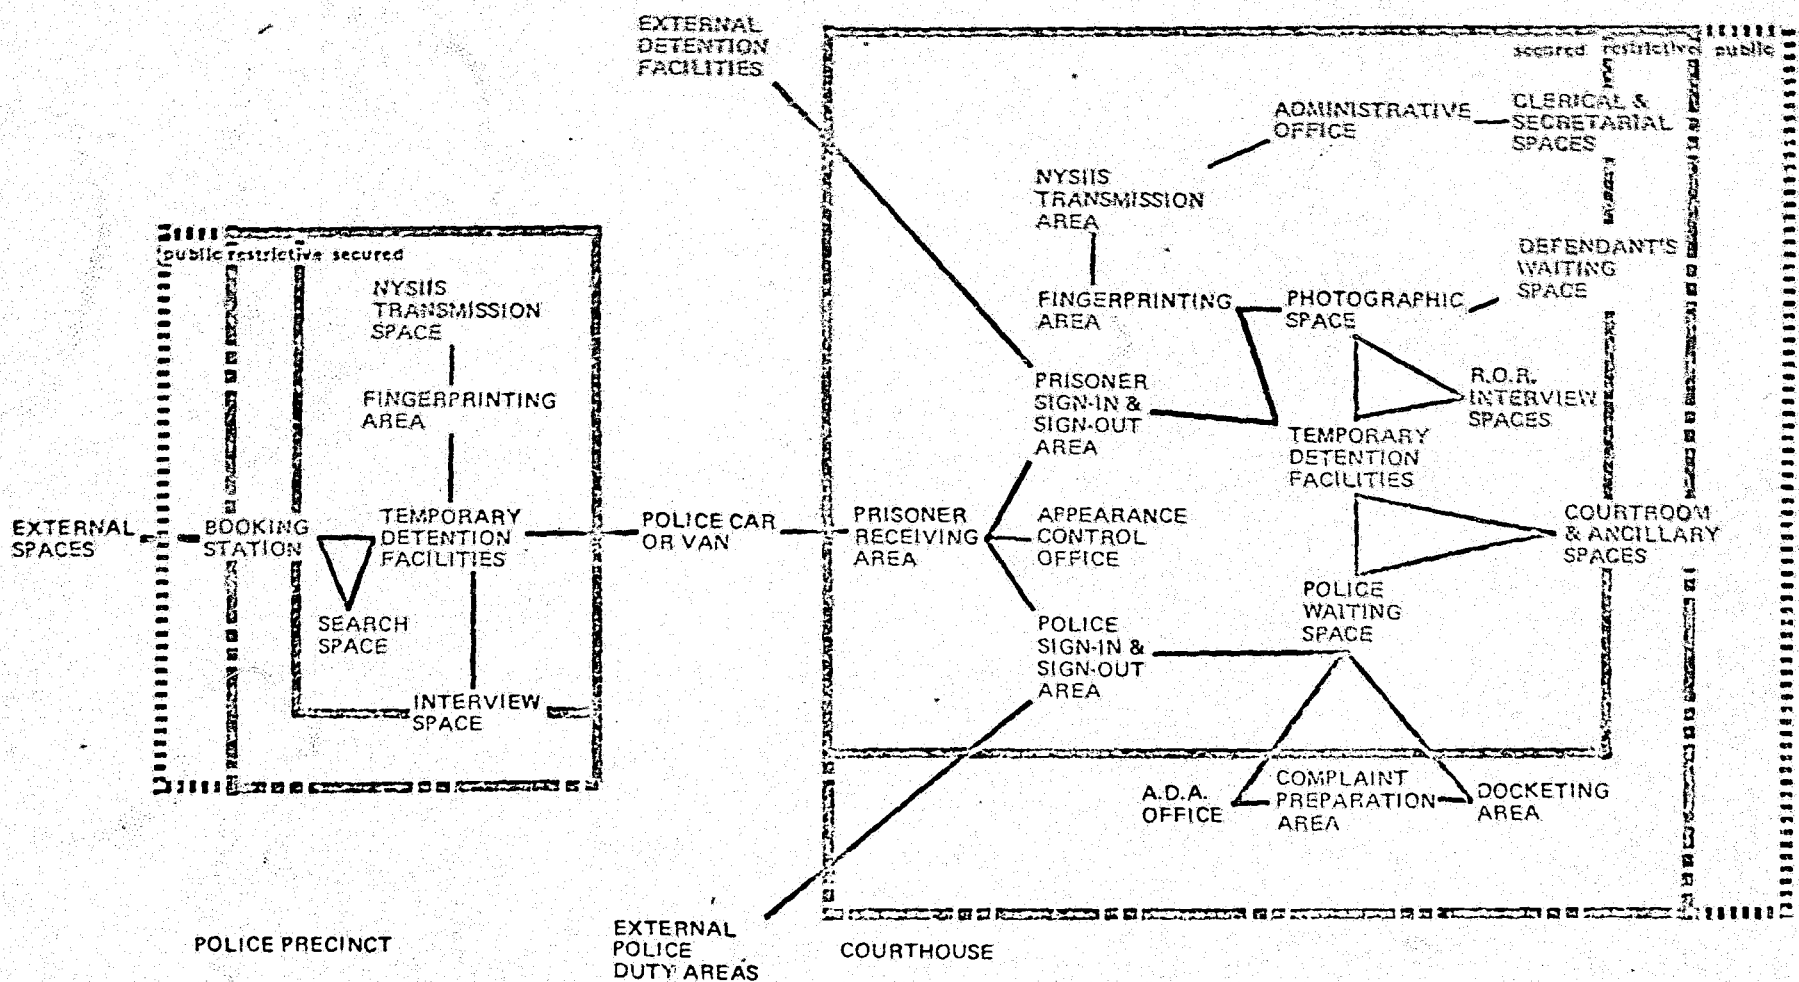 EXTERNAL
DETENTION
FACILITIES
secured restrictive public
ADMINISTRATIVE
OFFICE
CLERICAL &
SECRETARIAL
SPACES
NYSIIS
TRANSMISSION
AREA
DEFENDANT'S
WAITING
SPACE
FINGERPRINTING
AREA
PHOTOGRAPHIC
SPACE
PRISONER
SIGN-IN &
SIGN-OUT
AREA
R.O.R.
INTERVIEW
SPACES
TEMPORARY
DETENTION
FACILITIES
public restrictive secured
NYSIIS
TRANSMISSION
SPACE
FINGERPRINTING
AREA
EXTERNAL
SPACES
BOOKING
STATION
TEMPORARY
DETENTION
FACILITIES
SEARCH
SPACE
INTERVIEW
SPACE
POLICE CAR
OR VAN
PRISONER
RECEIVING
AREA
APPEARANCE
CONTROL
OFFICE
COURTROOM
& ANCILLARY
SPACES
POLICE
WAITING
SPACE
POLICE
SIGN-IN &
SIGN-OUT
AREA
A.D.A.
OFFICE
COMPLAINT
PREPARATION
AREA
DOCKETING
AREA
POLICE PRECINCT
EXTERNAL
POLICE
DUTY AREAS
COURTHOUSE